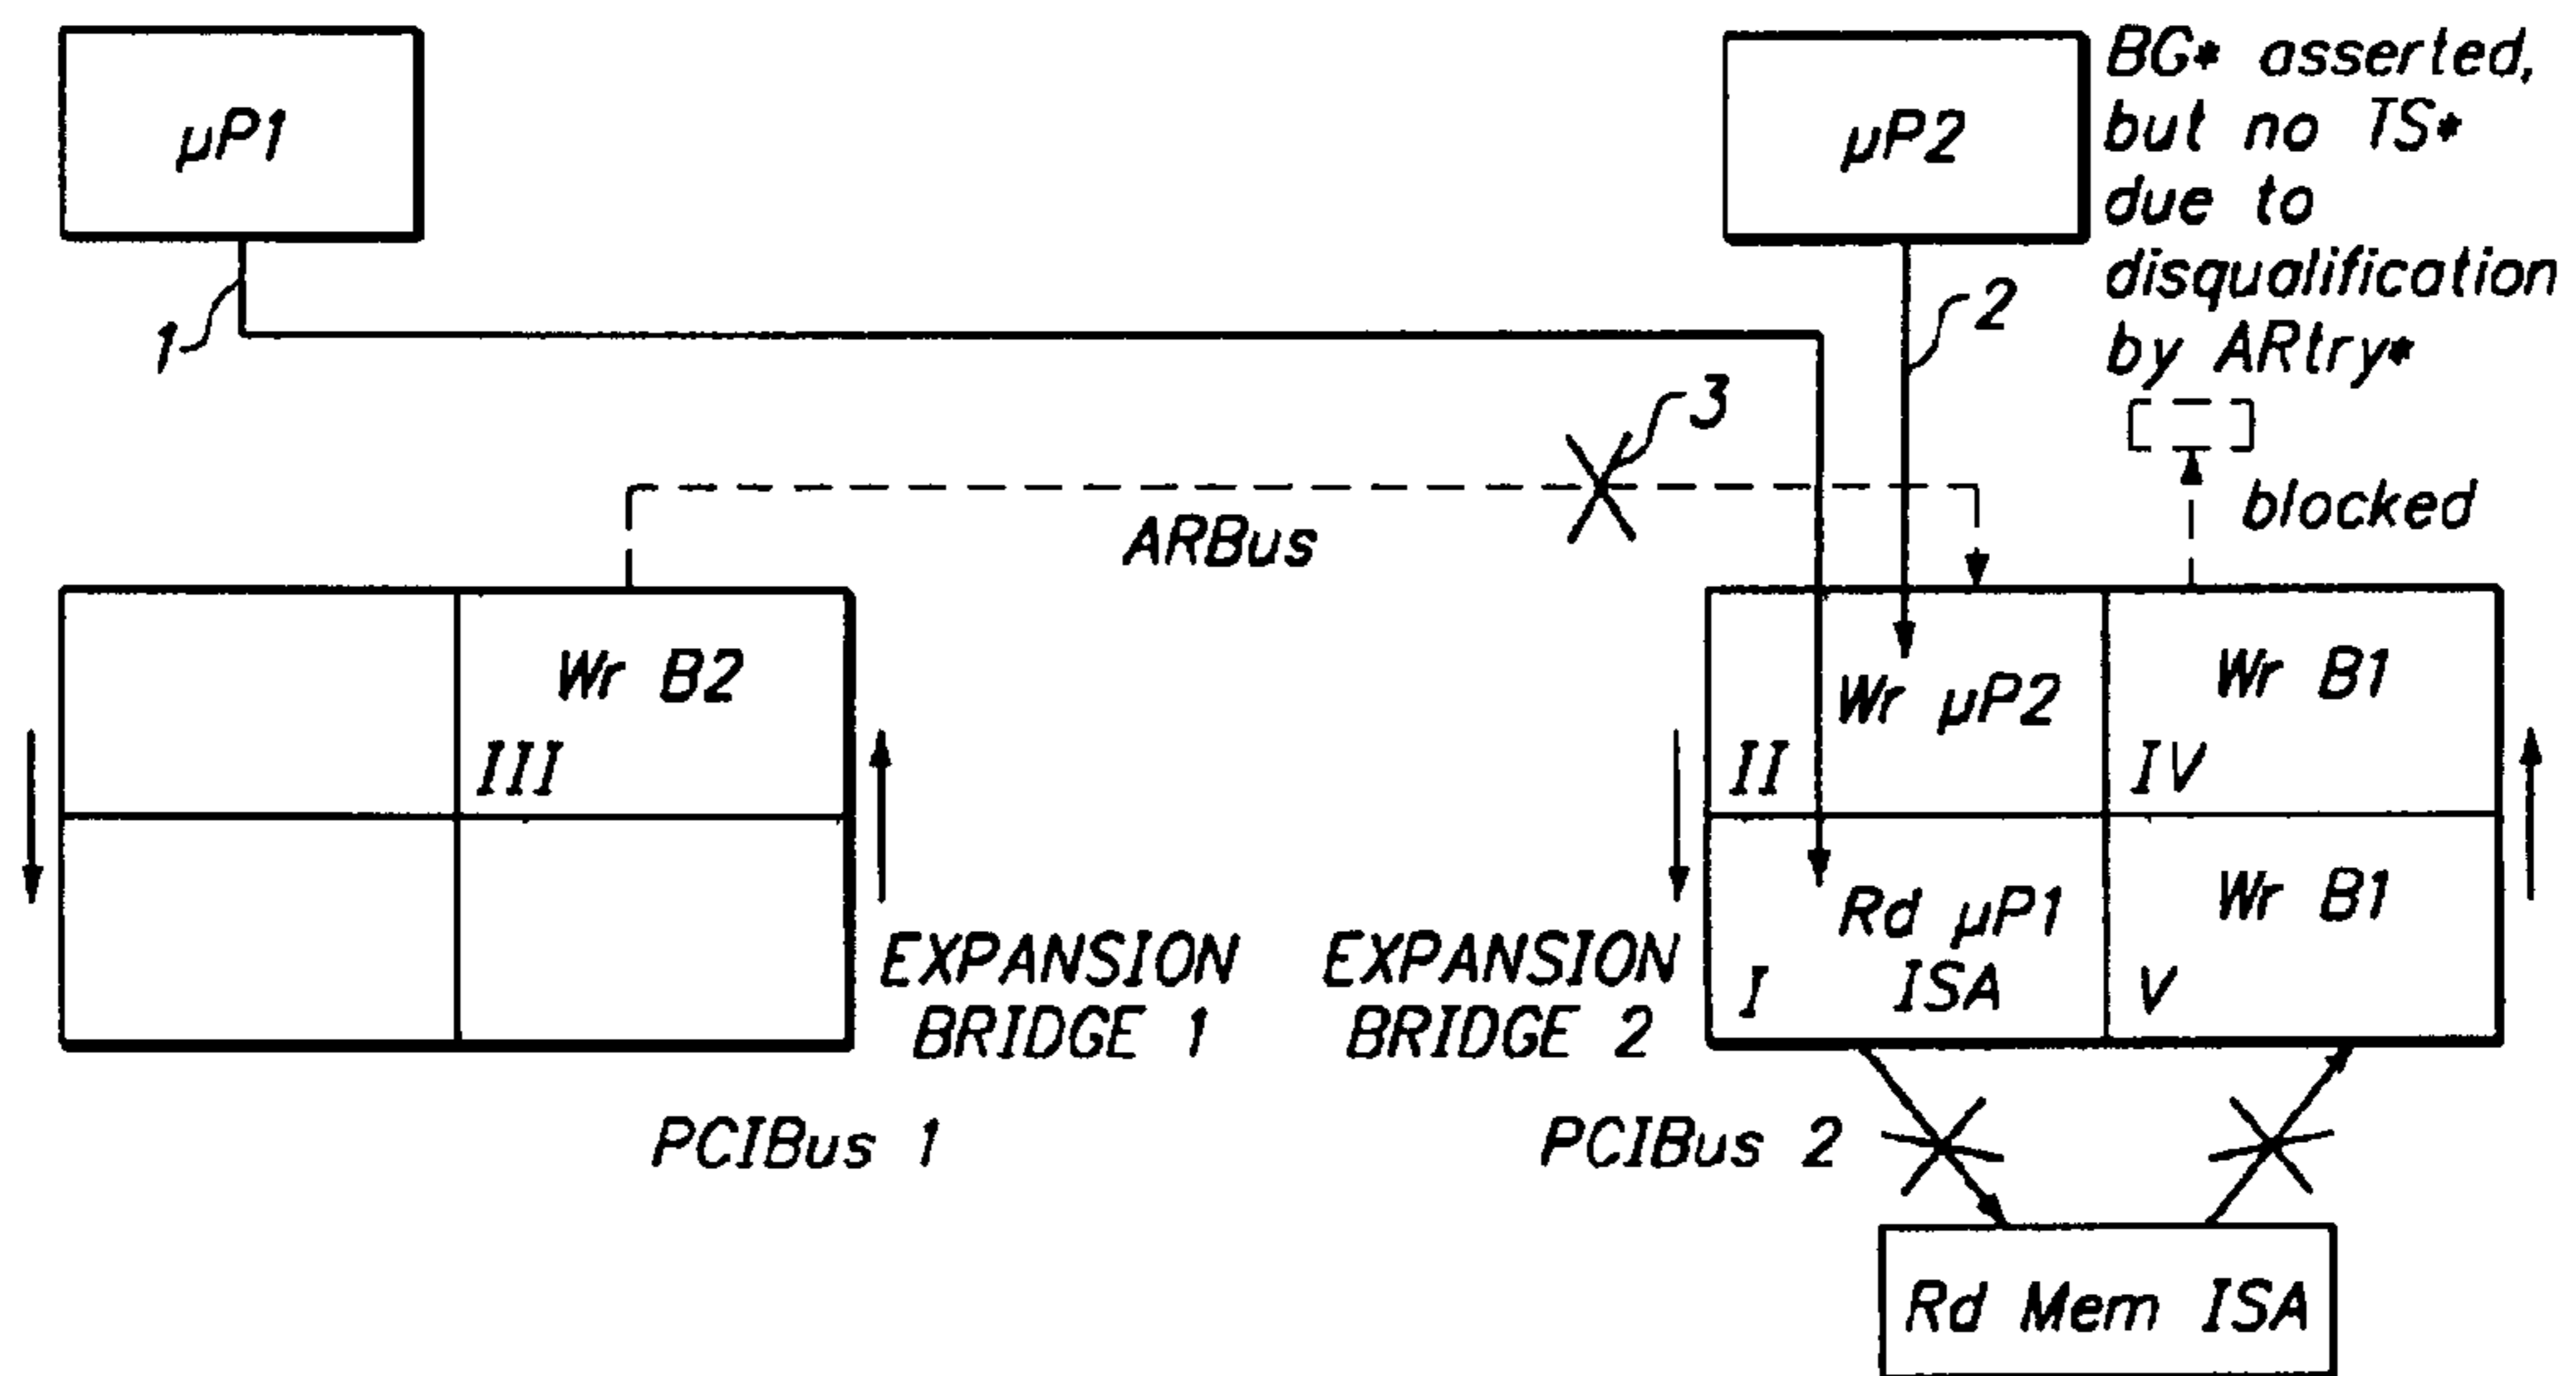 µP1
µP2
BG* asserted,
but no TS*
due to
disqualification
by ARtry*
1
2
3
ARBus
blocked
Wr B2
III
Wr µP2
II
Wr B1
IV
Rd µP1
ISA
I
Wr B1
V
EXPANSION
BRIDGE 1
EXPANSION
BRIDGE 2
PCIBus 1
PCIBus 2
Rd Mem ISA